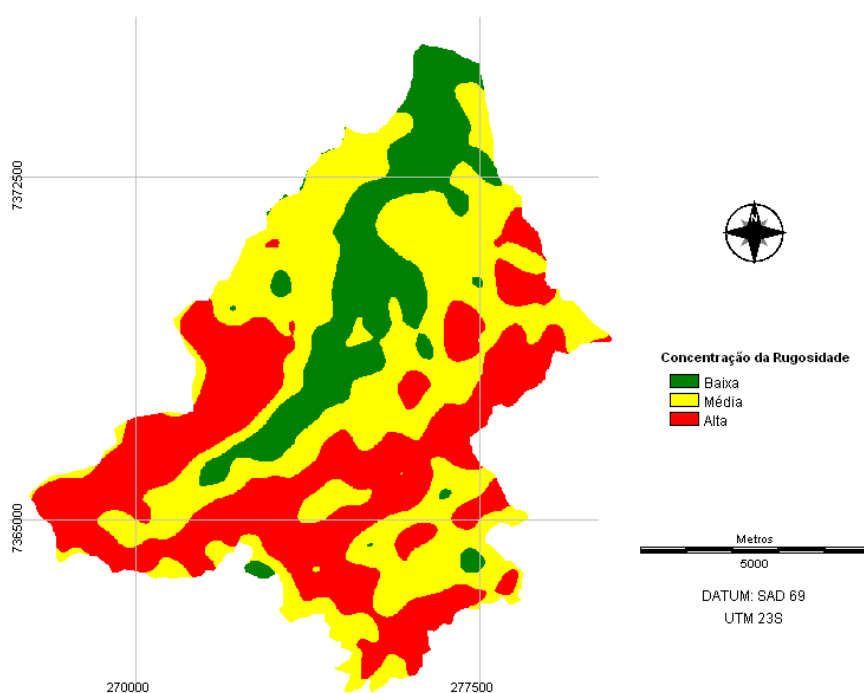 7372500
7365000
270000
277500
Concentração da Rugosidade
Baixa
Média
Alta
Metros
5000
DATUM: SAD 69
UTM 23S